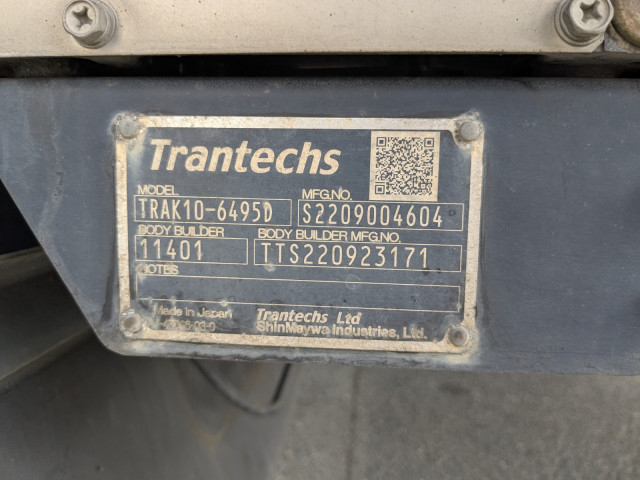 Trantechs
MODEL MFG.NO.
TRAK10-6495D S2209004604
BODY BUILDER BODY BUILDER MFG.NO.
11401 TTS220923171
NOTES
Made in Japan Trantechs Ltd
ShinMaywa Industries, Ltd.